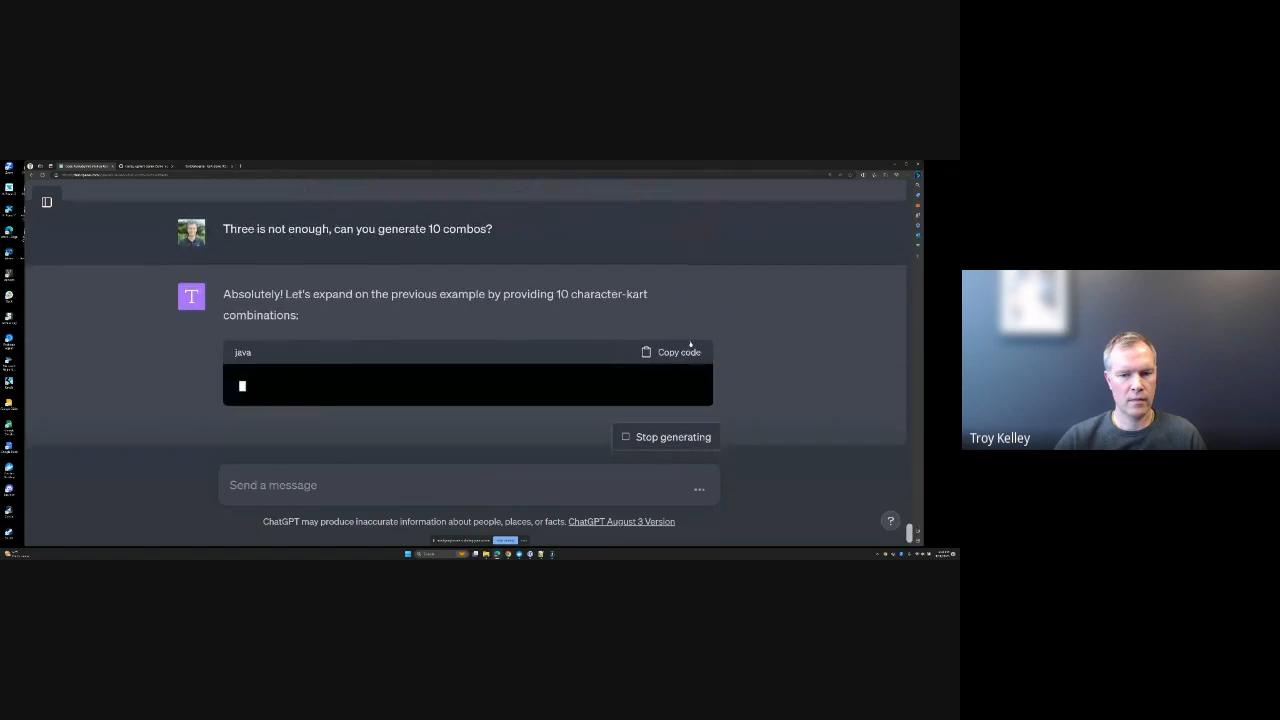 Three is not enough, can you generate 10 combos?
T
Absolutely! Let's expand on the previous example by providing 10 character-kart
combinations:
java
Copy code
Stop generating
Send a message
ChatGPT may produce inaccurate information about people, places, or facts. ChatGPT August 3 Version
?
Troy Kelley